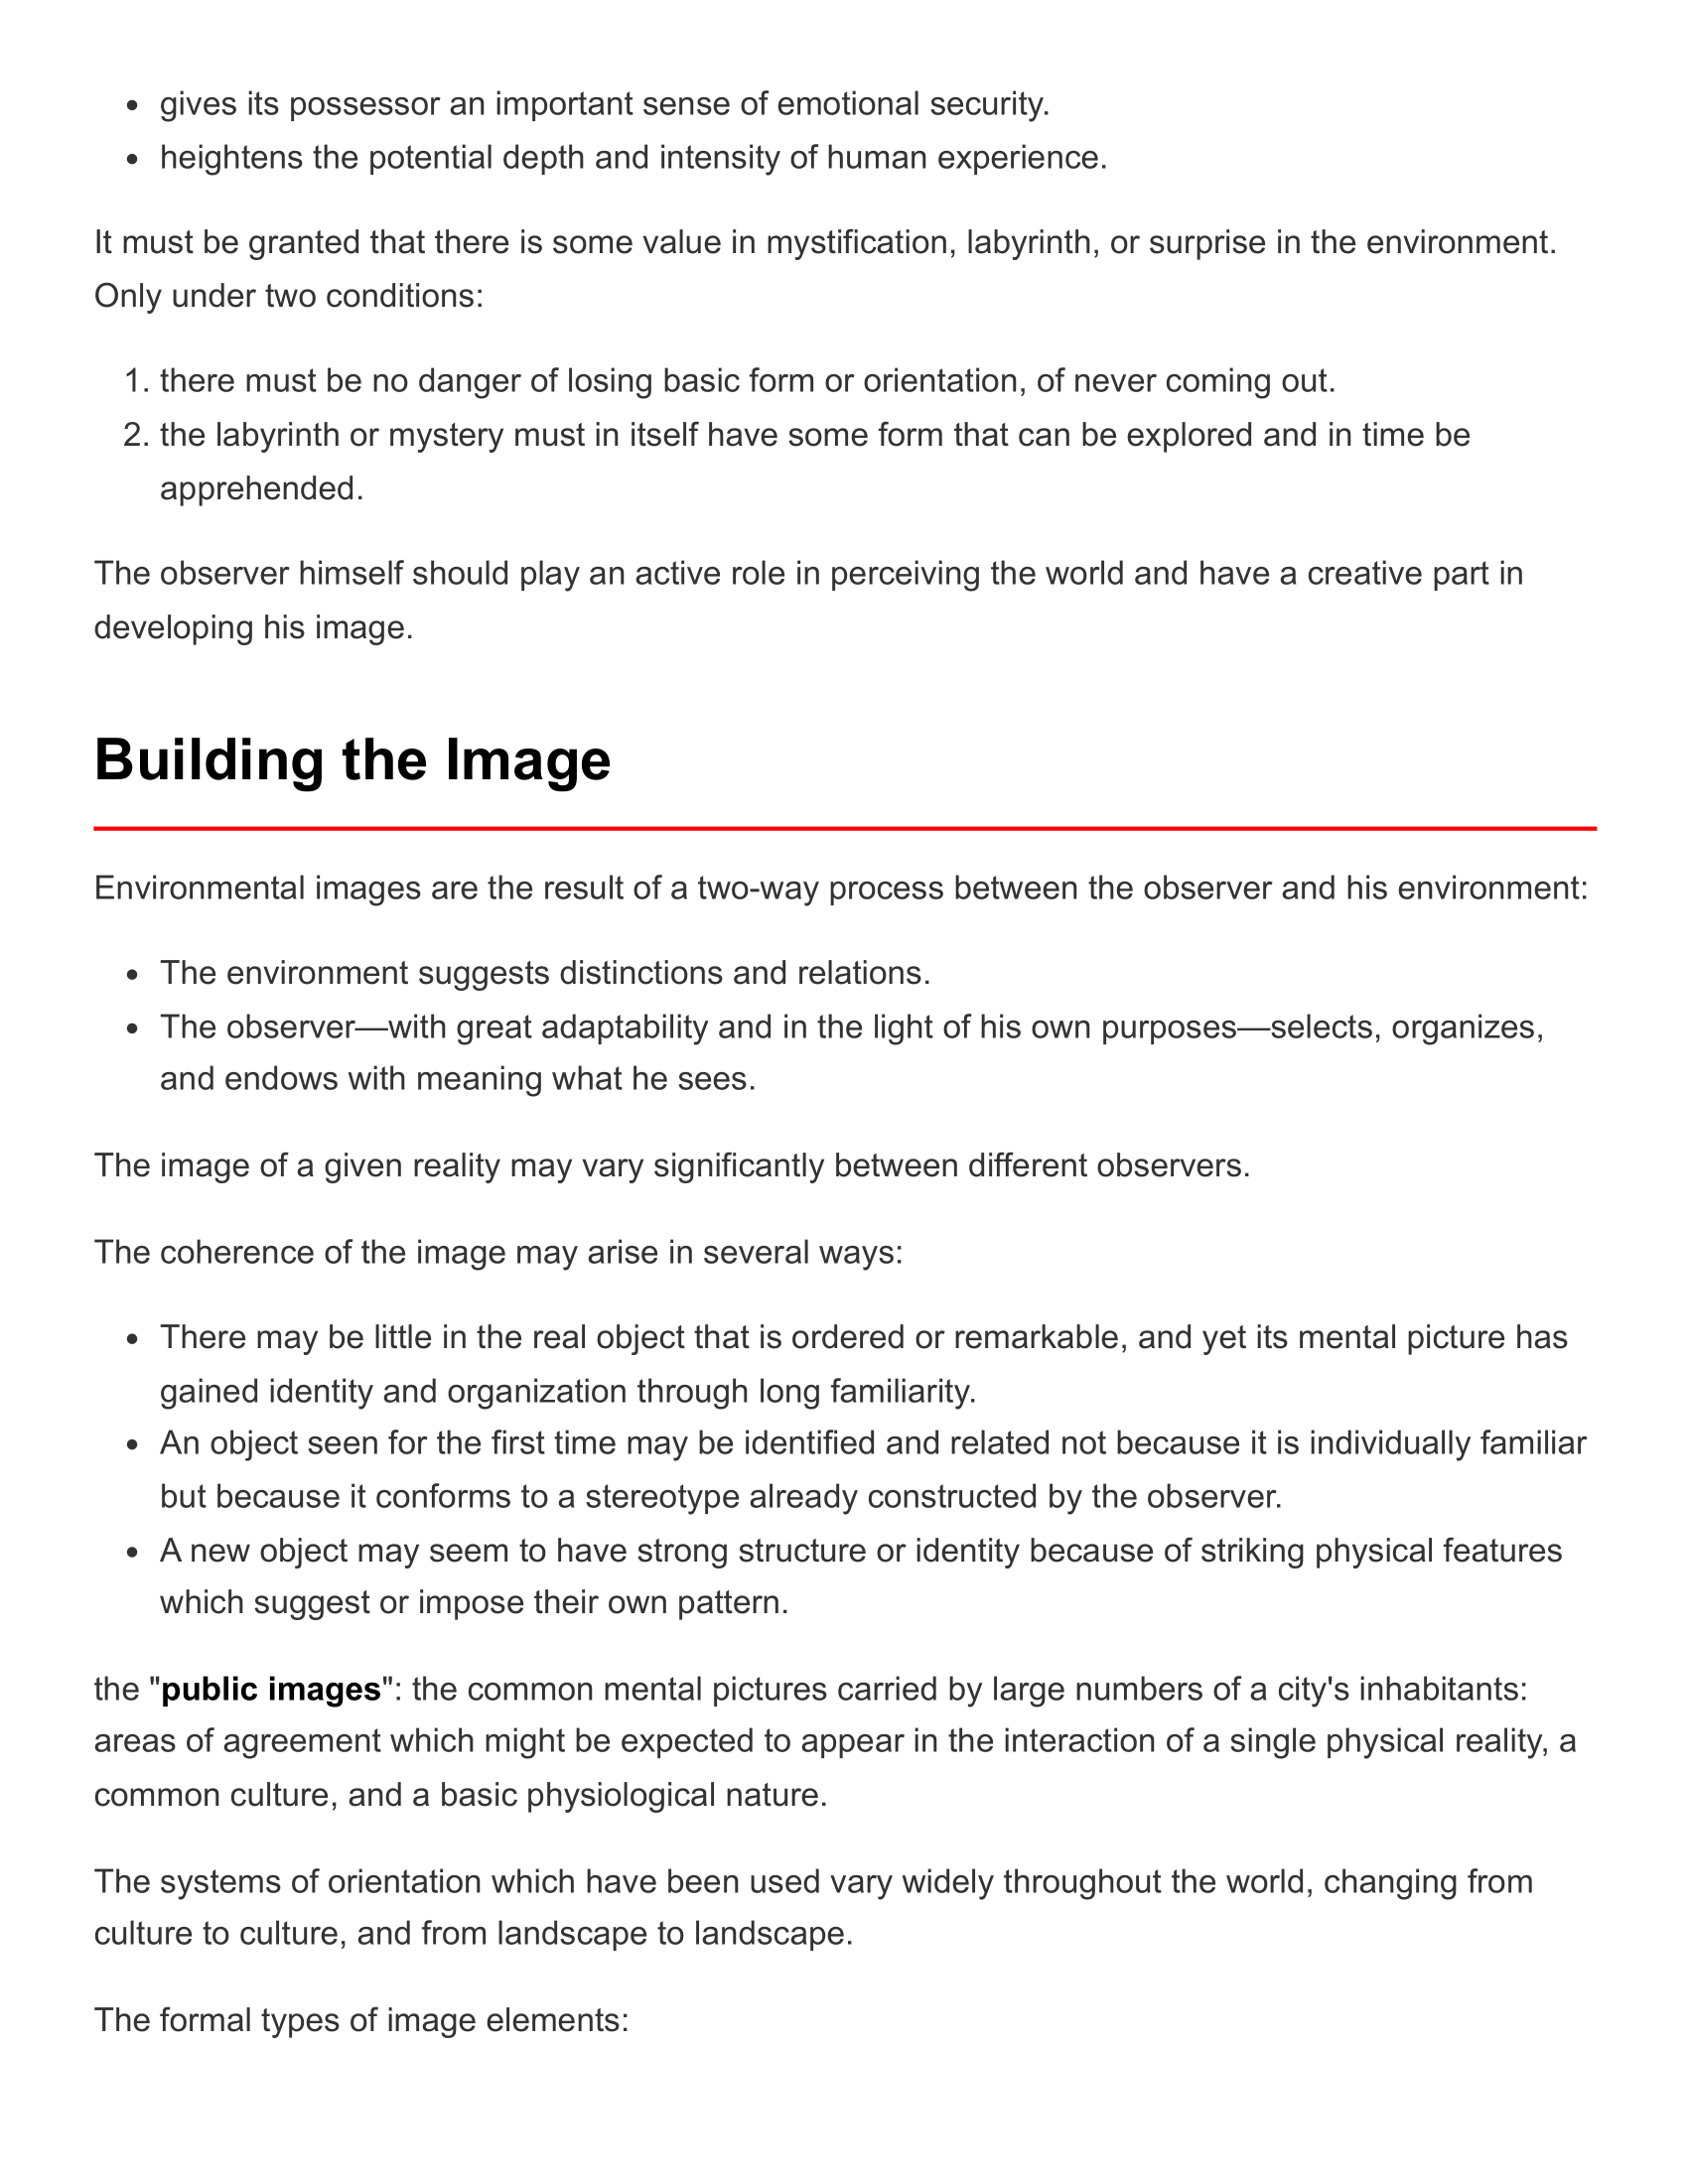 • gives its possessor an important sense of emotional security.
• heightens the potential depth and intensity of human experience.
It must be granted that there is some value in mystification, labyrinth, or surprise in the environment.
Only under two conditions:
1. there must be no danger of losing basic form or orientation, of never coming out.
2. the labyrinth or mystery must in itself have some form that can be explored and in time be
apprehended.
The observer himself should play an active role in perceiving the world and have a creative part in
developing his image.
Building the Image
Environmental images are the result of a two-way process between the observer and his environment:
• The environment suggests distinctions and relations.
• The observer—with great adaptability and in the light of his own purposes—selects, organizes,
and endows with meaning what he sees.
The image of a given reality may vary significantly between different observers.
The coherence of the image may arise in several ways:
• There may be little in the real object that is ordered or remarkable, and yet its mental picture has
gained identity and organization through long familiarity.
• An object seen for the first time may be identified and related not because it is individually familiar
but because it conforms to a stereotype already constructed by the observer.
• A new object may seem to have strong structure or identity because of striking physical features
which suggest or impose their own pattern.
the "public images": the common mental pictures carried by large numbers of a city's inhabitants:
areas of agreement which might be expected to appear in the interaction of a single physical reality, a
common culture, and a basic physiological nature.
The systems of orientation which have been used vary widely throughout the world, changing from
culture to culture, and from landscape to landscape.
The formal types of image elements: